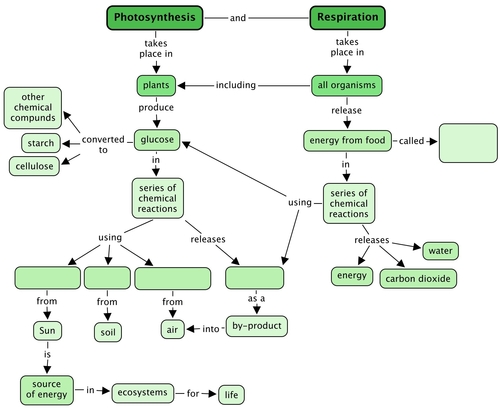 Photosynthesis and Respiration
takes
place in
takes
place in
plants including all organisms
produce release
other
chemical
compunds
starch
cellulose
converted
to
glucose
energy from food called
in in
series of
chemical
reactions
series of
chemical
reactions
using
using releases
releases
water
energy carbon dioxide
from from from as a
Sun soil air into by-product
is
source
of energy
in ecosystems for life